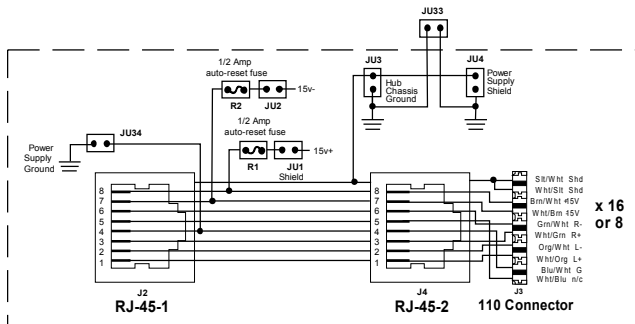 JU33
JU3
Hub
Chassis
Ground
JU4
Power
Supply
Shield
1/2 Amp
auto-reset fuse
R2
JU2
15v-
1/2 Amp
auto-reset fuse
R1
JU1
Shield
15v+
JU34
Power
Supply
Ground
8
7
6
5
4
3
2
1
J2
RJ-45-1
8
7
6
5
4
3
2
1
J4
RJ-45-2
Slt/Wht Shd
Wht/Slt Shd
Brn/Wht +15V
Wht/Brn 15V
Grn/Wht R-
Wht/Grn R+
Org/Wht L-
Wht/Org L+
Blu/Wht G
Wht/Blu n/c
J3
110 Connector
x 16
or 8